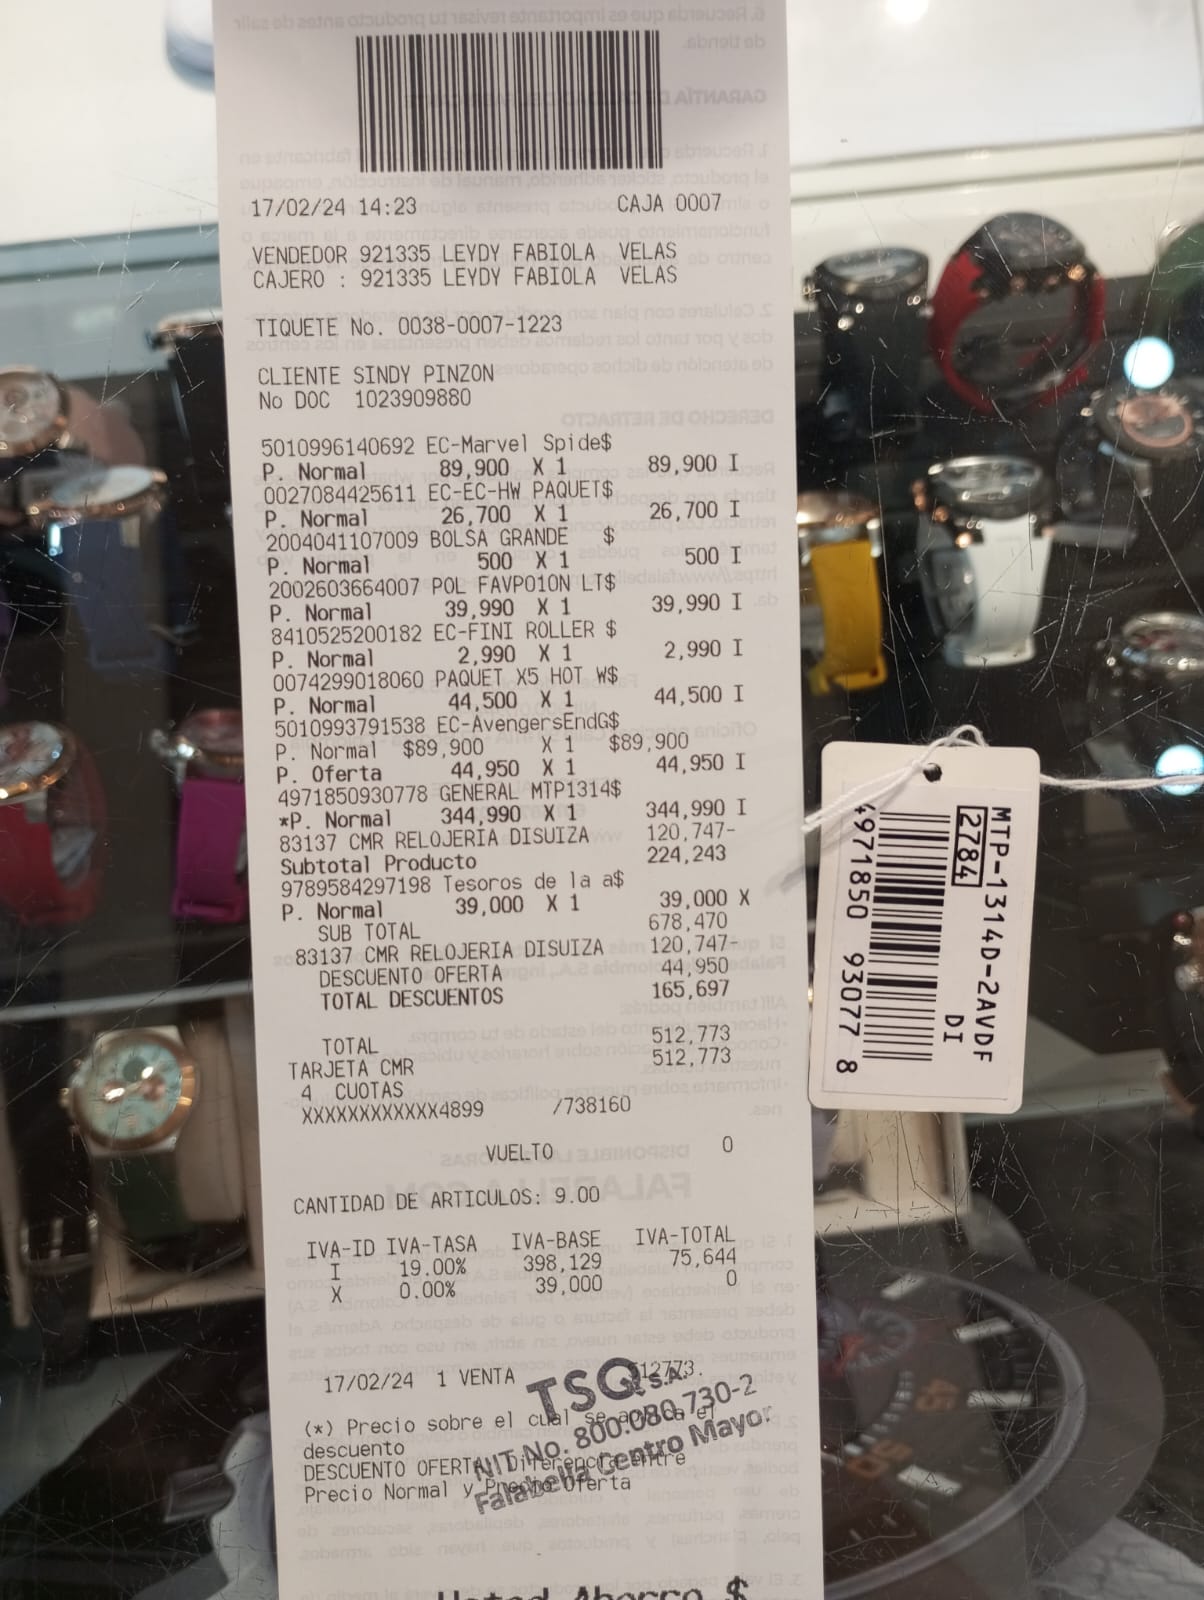 17/02/24 14:23 CAJA 0007
VENDEDOR 921335 LEYDY FABIOLA VELAS
CAJERO : 921335 LEYDY FABIOLA VELAS
TIQUETE No. 0038-0007-1223
CLIENTE SINDY PINZON
No DOC 1023909880
5010996140692 EC-Marvel Spide$
P. Normal 89,900 X 1 89,900 I
0027084425611 EC-EC-HW PAQUET$
P. Normal 26,700 X 1 26,700 I
2004041107009 BOLSA GRANDE $
P. Normal 500 X 1 500 I
2002603664007 POL FAVP010N LT$
P. Normal 39,990 X 1 39,990 I
8410525200182 EC-FINI ROLLER $
P. Normal 2,990 X 1 2,990 I
0074299018060 PAQUET X5 HOT W$
P. Normal 44,500 X 1 44,500 I
5010993791538 EC-AvengersEndG$
P. Normal $89,900 X 1 $89,900
P. Oferta 44,950 X 1 44,950 I
4971850930778 GENERAL MTP1314$
*P. Normal 344,990 X 1 344,990 I
83137 CMR RELOJERIA DISUIZA 120,747-
Subtotal Producto 224,243
9789584297198 Tesoros de la a$
P. Normal 39,000 X 1 39,000 X
SUB TOTAL 678,470
83137 CMR RELOJERIA DISUIZA 120,747-
DESCUENTO OFERTA 44,950
TOTAL DESCUENTOS 165,697
TOTAL 512,773
TARJETA CMR 512,773
4 CUOTAS
XXXXXXXXXXXX4899 /738160
VUELTO 0
CANTIDAD DE ARTICULOS: 9.00
IVA-ID IVA-TASA IVA-BASE IVA-TOTAL
I 19.00% 398,129 75,644
X 0.00% 39,000 0
17/02/24 1 VENTA 512773.
(*) Precio sobre el cual se aplica el
descuento
DESCUENTO OFERTA: Diferencia entre
Precio Normal y Precio Oferta
TSQ S.A.
NIT No. 800.080.730-2
Falabella Centro Mayor
Usted Ahorro $
MTP-1314D-2AVDF
2784 DI
4971850 93077 8